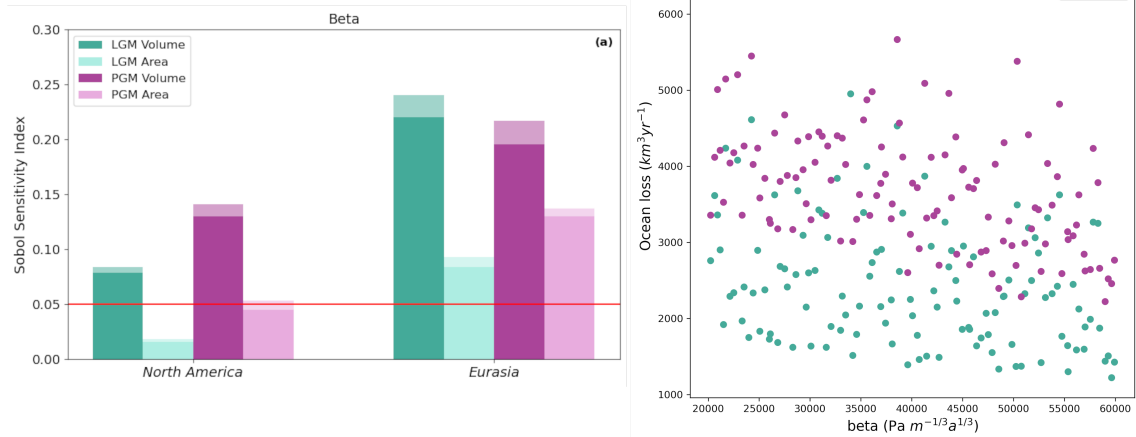 Beta
(a)
LGM Volume
LGM Area
PGM Volume
PGM Area
Sobol Sensitivity Index
0.30
0.25
0.20
0.15
0.10
0.05
0.00
North America
Eurasia
Ocean loss (km³yr⁻¹)
6000
5000
4000
3000
2000
1000
20000 25000 30000 35000 40000 45000 50000 55000 60000
beta (Pa m⁻¹/³a¹/³)